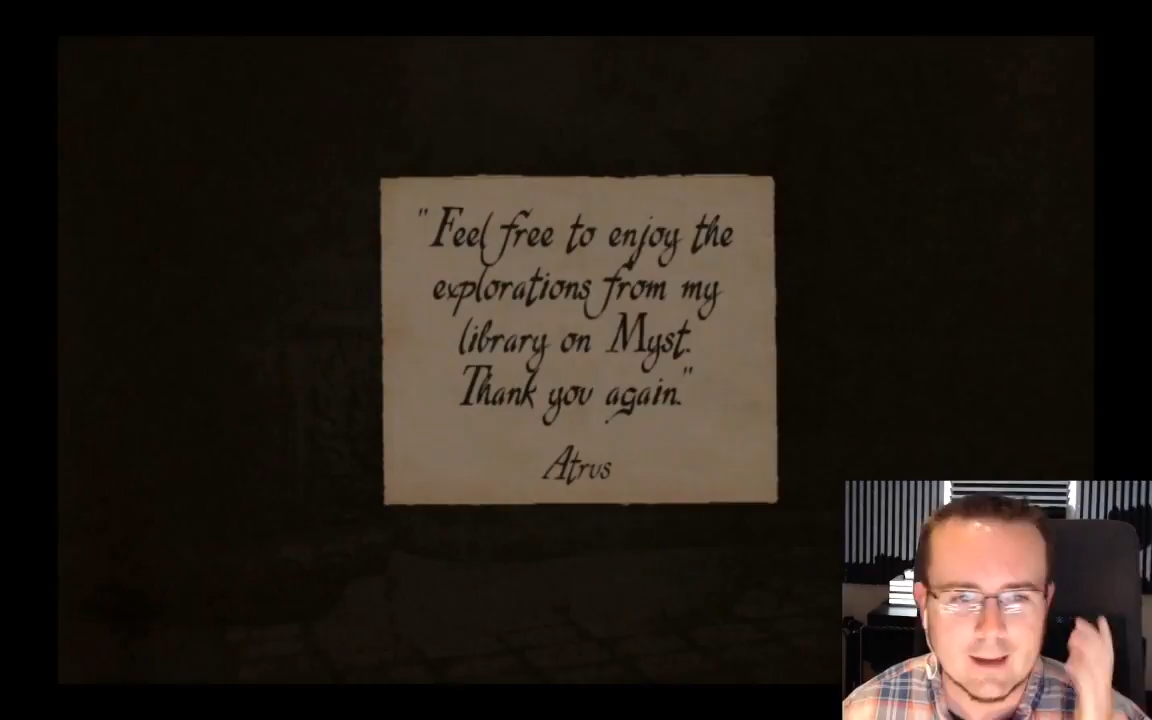 "Feel free to enjoy the
explorations from my
library on Myst.
Thank you again."
Atrus